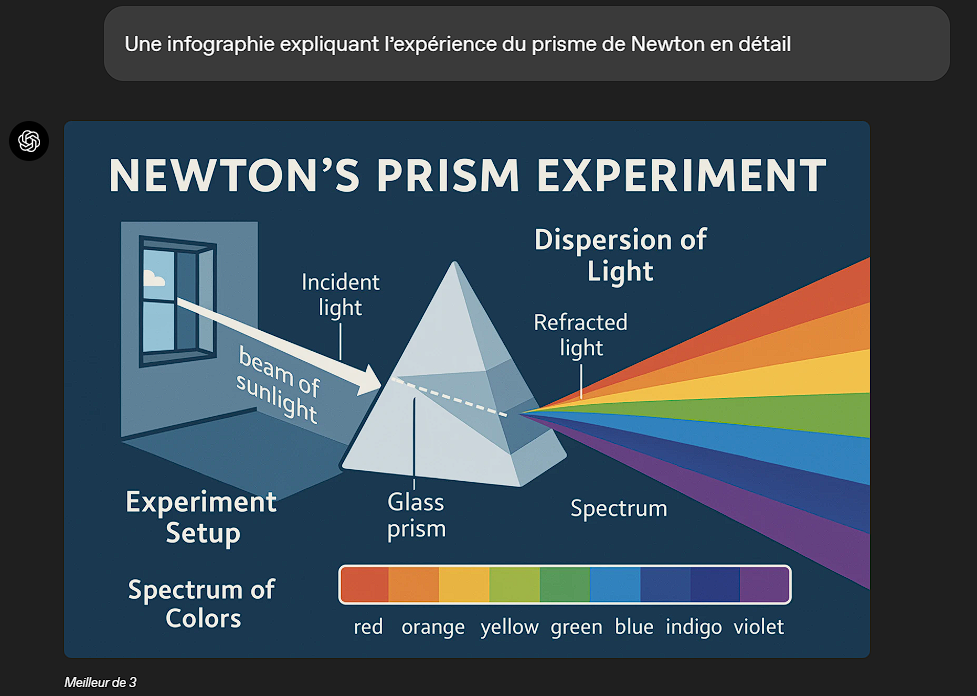 Une infographie expliquant l'expérience du prisme de Newton en détail
NEWTON'S PRISM EXPERIMENT
Dispersion of
Light
Incident
light
Refracted
light
beam of
sunlight
Glass
prism
Spectrum
Experiment
Setup
Spectrum of
Colors
red orange yellow green blue indigo violet
Meilleur de 3